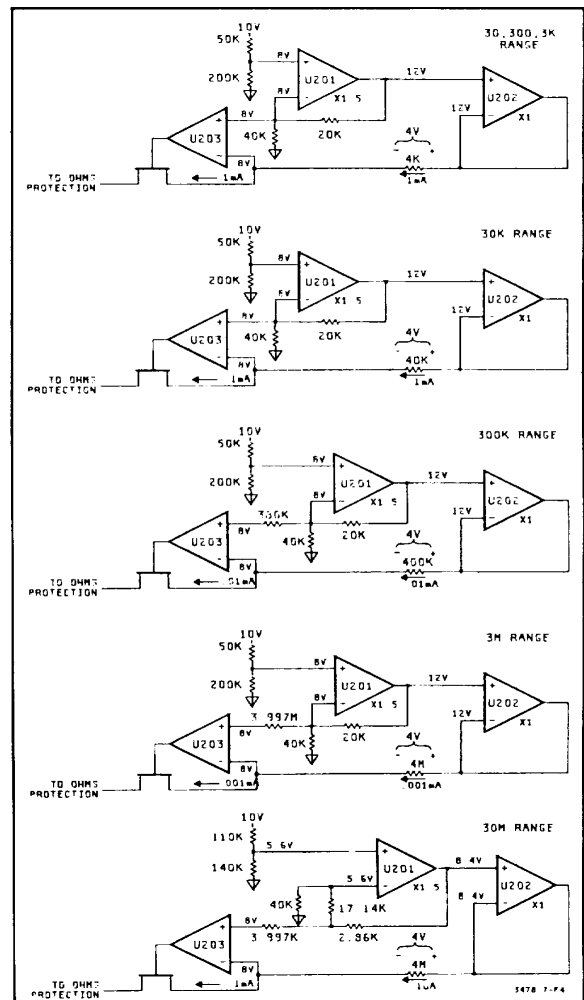 10V
50K
30,300,3K
RANGE
8V
12V
200K
U201
X1 5
U202
X1
8V
8V
12V
U203
40K
20K
4V
- +
8V
4K
TO OHMS
PROTECTION
1mA
1mA
10V
50K
30K RANGE
12V
200K
U201
X1 5
U202
X1
8V
12V
U203
40K
20K
4V
- +
8V
40K
TO OHMS
PROTECTION
1mA
1mA
10V
50K
300K RANGE
12V
200K
U201
X1 5
U202
X1
8V
12V
U203
8V
40K
20K
4V
- +
8V
400K
TO OHMS
PROTECTION
.01mA
01mA
10V
50K
3M RANGE
8V
12V
200K
U201
X1 5
U202
X1
3 997M
8V
12V
U203
8V
40K
20K
4V
- +
8V
4M
TO OHMS
PROTECTION
.001mA
.001mA
10V
110K
30M RANGE
5 6V
8 4V
140K
U201
X1 5
U202
X1
5 6V
8 4V
40K
17 14K
U203
8V
3 997K
2.86K
4V
- +
8V
4M
TO OHMS
PROTECTION
1mA
3478 7-F4